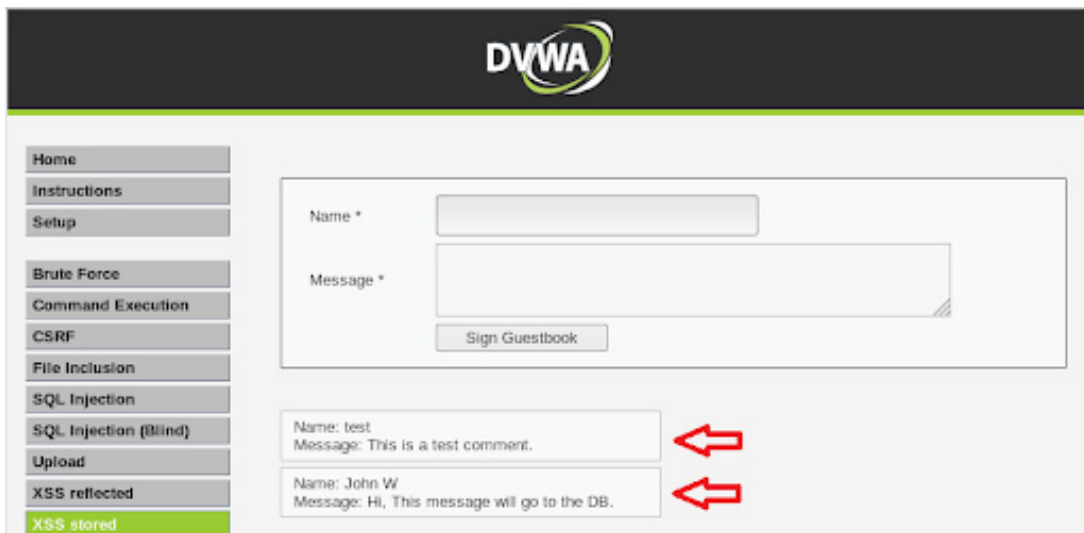 DVWA
Home
Instructions
Setup
Brute Force
Command Execution
CSRF
File Inclusion
SQL Injection
SQL Injection (Blind)
Upload
XSS reflected
XSS stored
Name *
Message *
Sign Guestbook
Name: test
Message: This is a test comment.
Name: John W
Message: Hi, This message will go to the DB.